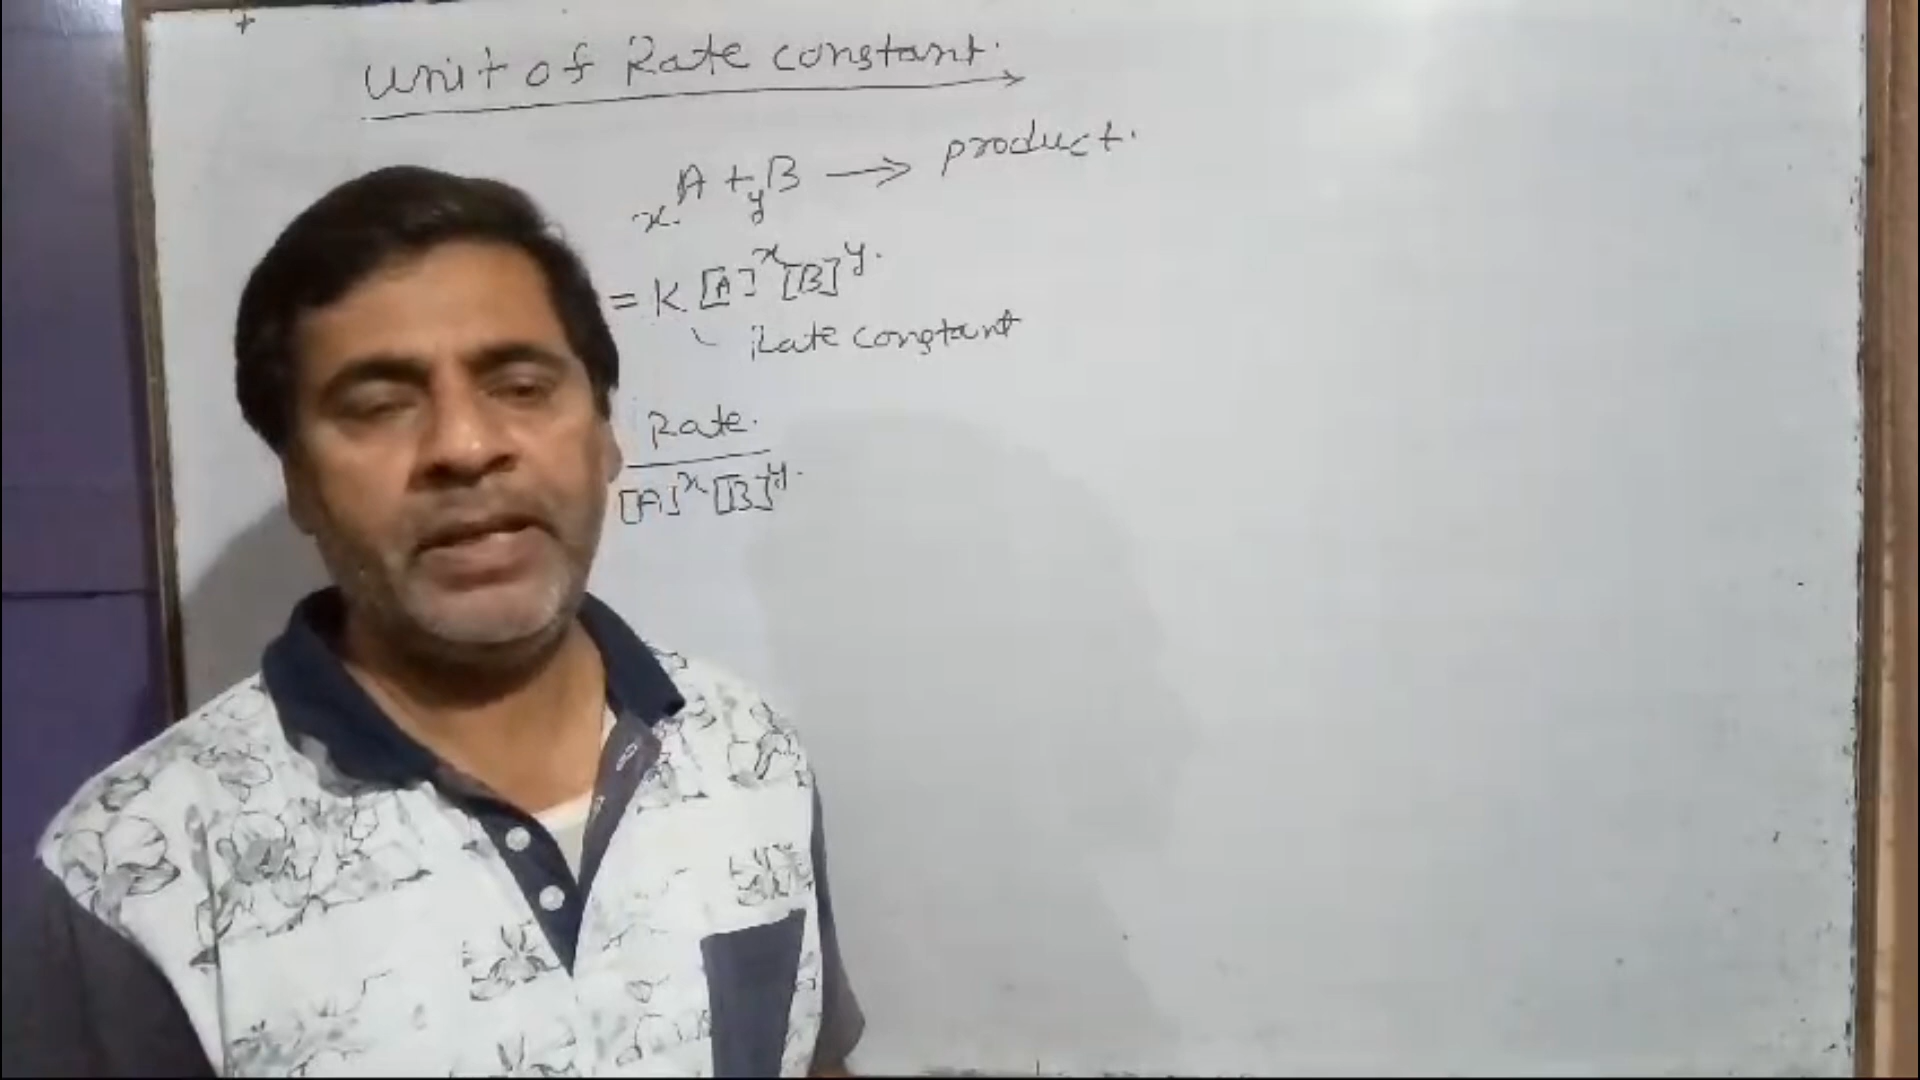 Unit of Rate constant.
xA + yB → product.
= K [A]^x [B]^y.
Rate constant
Rate.
[A]^x [B]^y.